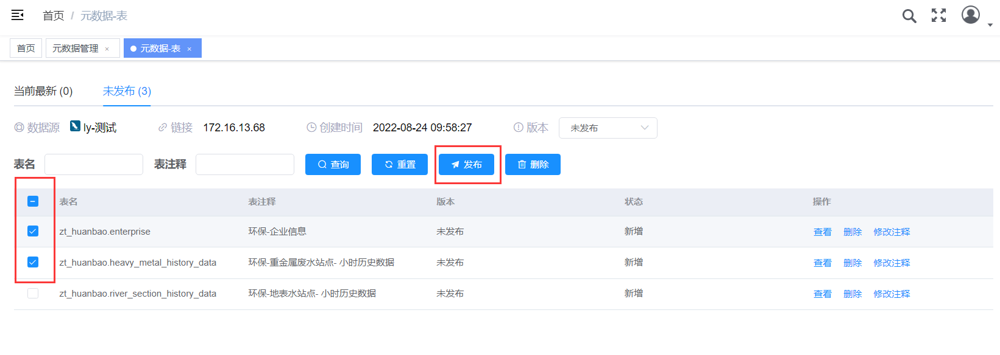 首页 / 元数据-表
首页 元数据管理 × 元数据-表 ×
当前最新 (0) 未发布 (3)
数据源 ly-测试 链接 172.16.13.68 创建时间 2022-08-24 09:58:27 版本 未发布
表名 表注释 查询 重置 发布 删除
表名 表注释 版本 状态 操作
zt_huanbao.enterprise 环保-企业信息 未发布 新增 查看 删除 修改注释
zt_huanbao.heavy_metal_history_data 环保-重金属废水站点- 小时历史数据 未发布 新增 查看 删除 修改注释
zt_huanbao.river_section_history_data 环保-地表水站点- 小时历史数据 未发布 新增 查看 删除 修改注释